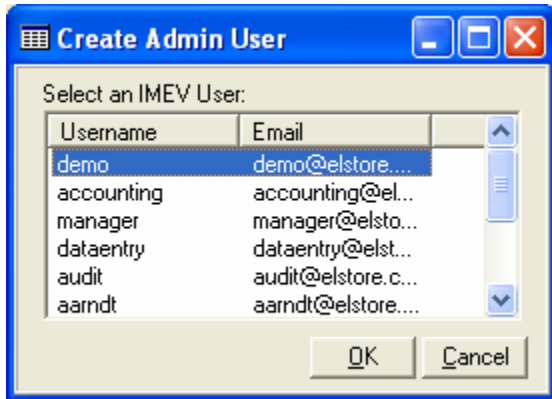 Create Admin User
Select an IMEV User:
Username Email
demo demo@elstore....
accounting accounting@el...
manager manager@elsto...
dataentry dataentry@elst...
audit audit@elstore.c...
aarndt aarndt@elstore....
OK Cancel